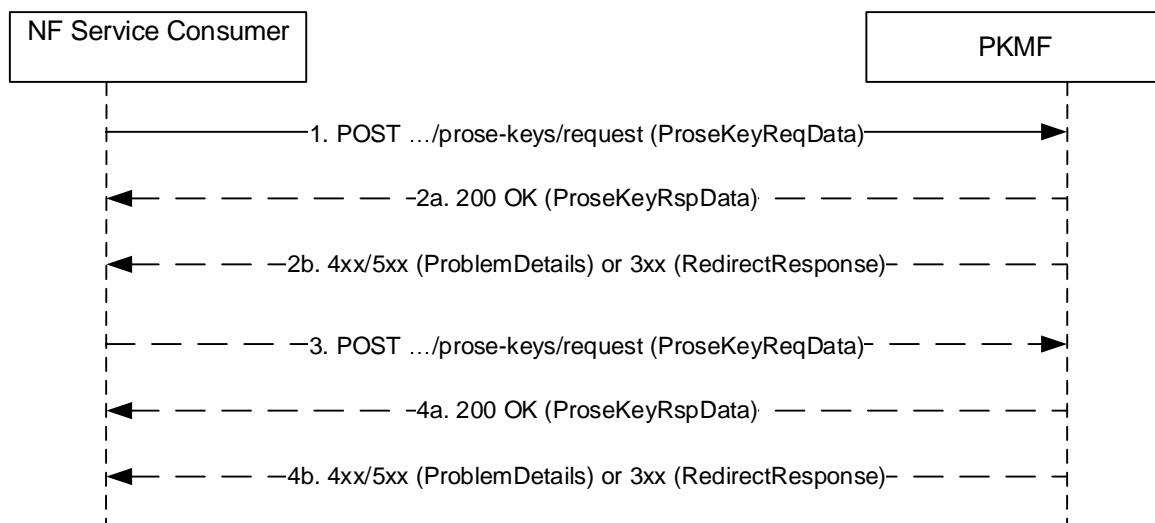 NF Service Consumer
PKMF
1. POST …/prose-keys/request (ProseKeyReqData)
2a. 200 OK (ProseKeyRspData)
2b. 4xx/5xx (ProblemDetails) or 3xx (RedirectResponse)
3. POST …/prose-keys/request (ProseKeyReqData)
4a. 200 OK (ProseKeyRspData)
4b. 4xx/5xx (ProblemDetails) or 3xx (RedirectResponse)